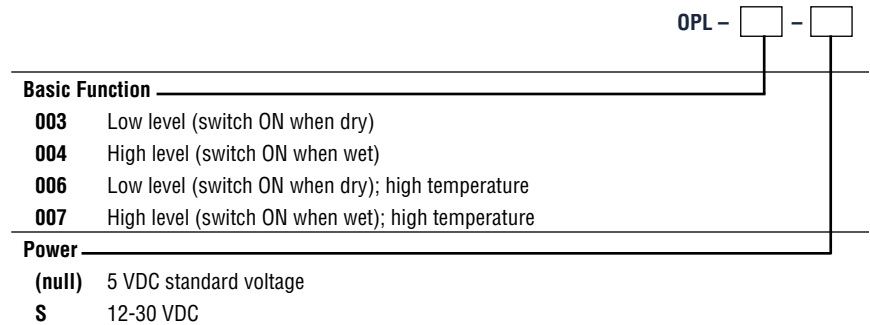 OPL – –
Basic Function
003 Low level (switch ON when dry)
004 High level (switch ON when wet)
006 Low level (switch ON when dry); high temperature
007 High level (switch ON when wet); high temperature
Power
(null) 5 VDC standard voltage
S 12-30 VDC